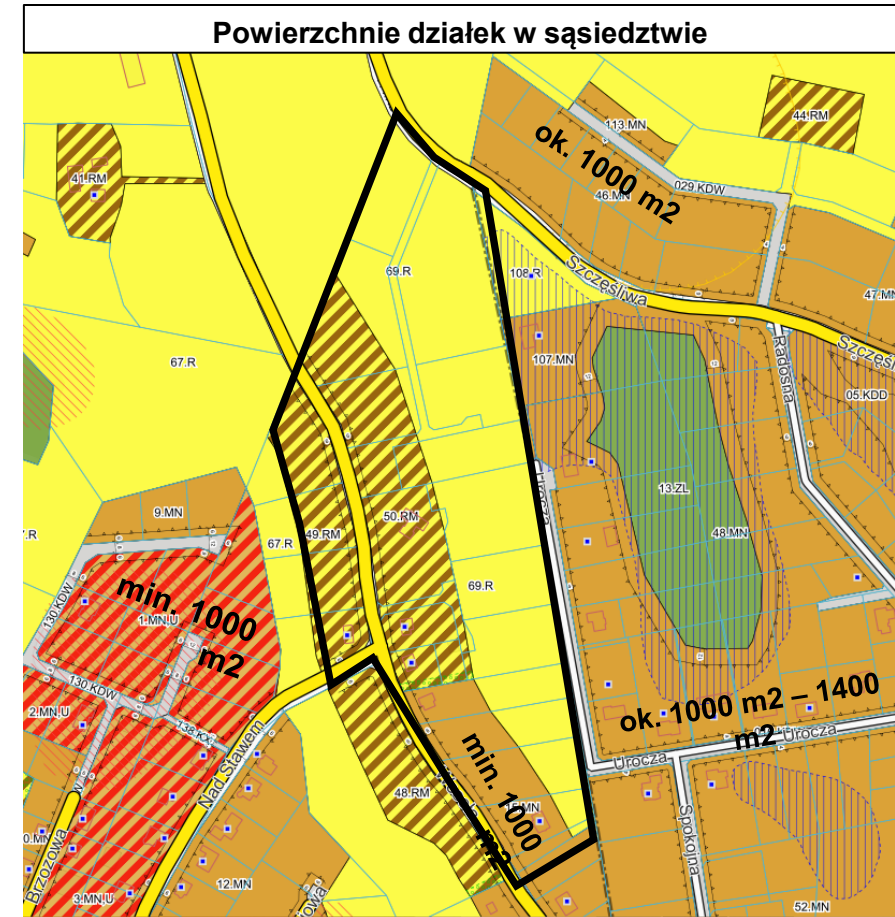 Powierzchnie działek w sąsiedztwie
44.RM
113.MN
ok. 1000 m2
46.MN
029.KDW
41.RM
69.R
108.R
Szczęśliwa
47.MN
67.R
107.MN
Radosna
05.KDD
13.ZL
48.MN
9.MN
Urocza
49.RM
50.RM
67.R
69.R
130.KDW
min. 1000
m2
1.MN,U
130.KDW
138.KX
2.MN,U
ok. 1000 m2 – 1400
m2
Urocza
Urocza
Nad Stawem
48.RM
min. 1000
m2
15.MN
Spokojna
Brzozowa
3.MN,U
12.MN
52.MN